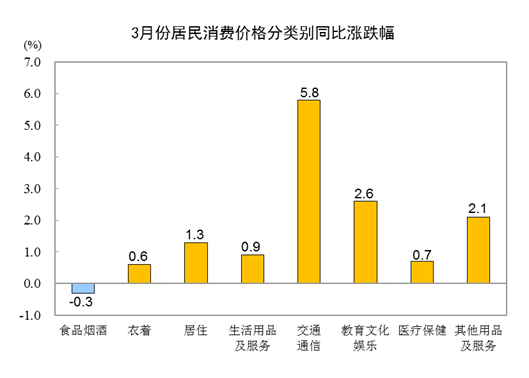 3月份居民消费价格分类别同比涨跌幅
(%)
7.0
6.0
5.0
4.0
3.0
2.0
1.0
0.0
-1.0
-0.3
0.6
1.3
0.9
5.8
2.6
0.7
2.1
食品烟酒
衣着
居住
生活用品
及服务
交通
通信
教育文化
娱乐
医疗保健
其他用品
及服务